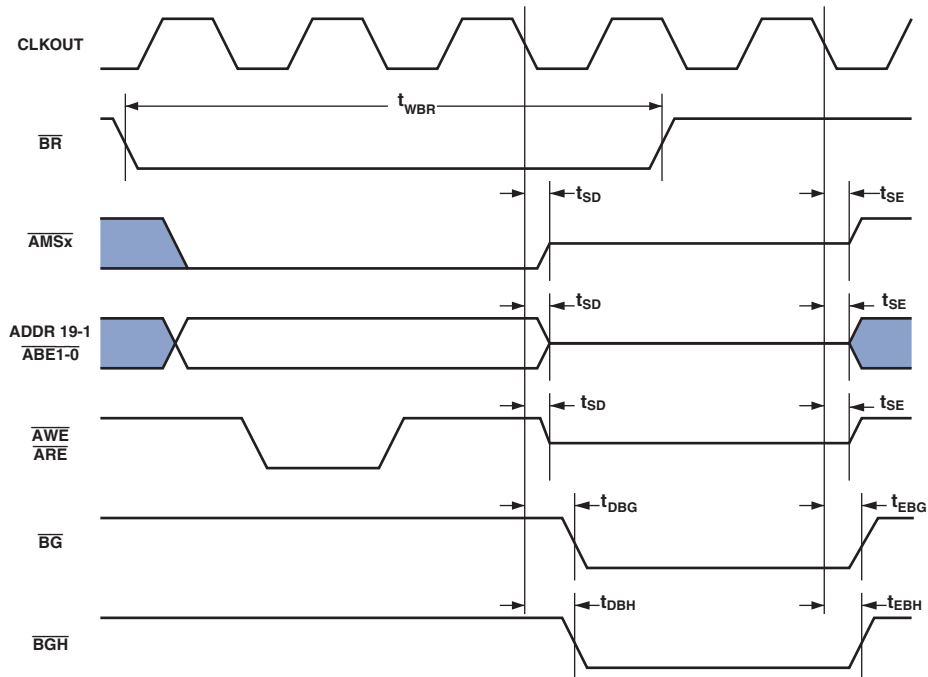 CLKOUT
tWBR
BR
tSD tSE
AMSx
tSD tSE
ADDR 19-1
ABE1-0
tSD tSE
AWE
ARE
tDBG tEBG
BG
tDBH tEBH
BGH